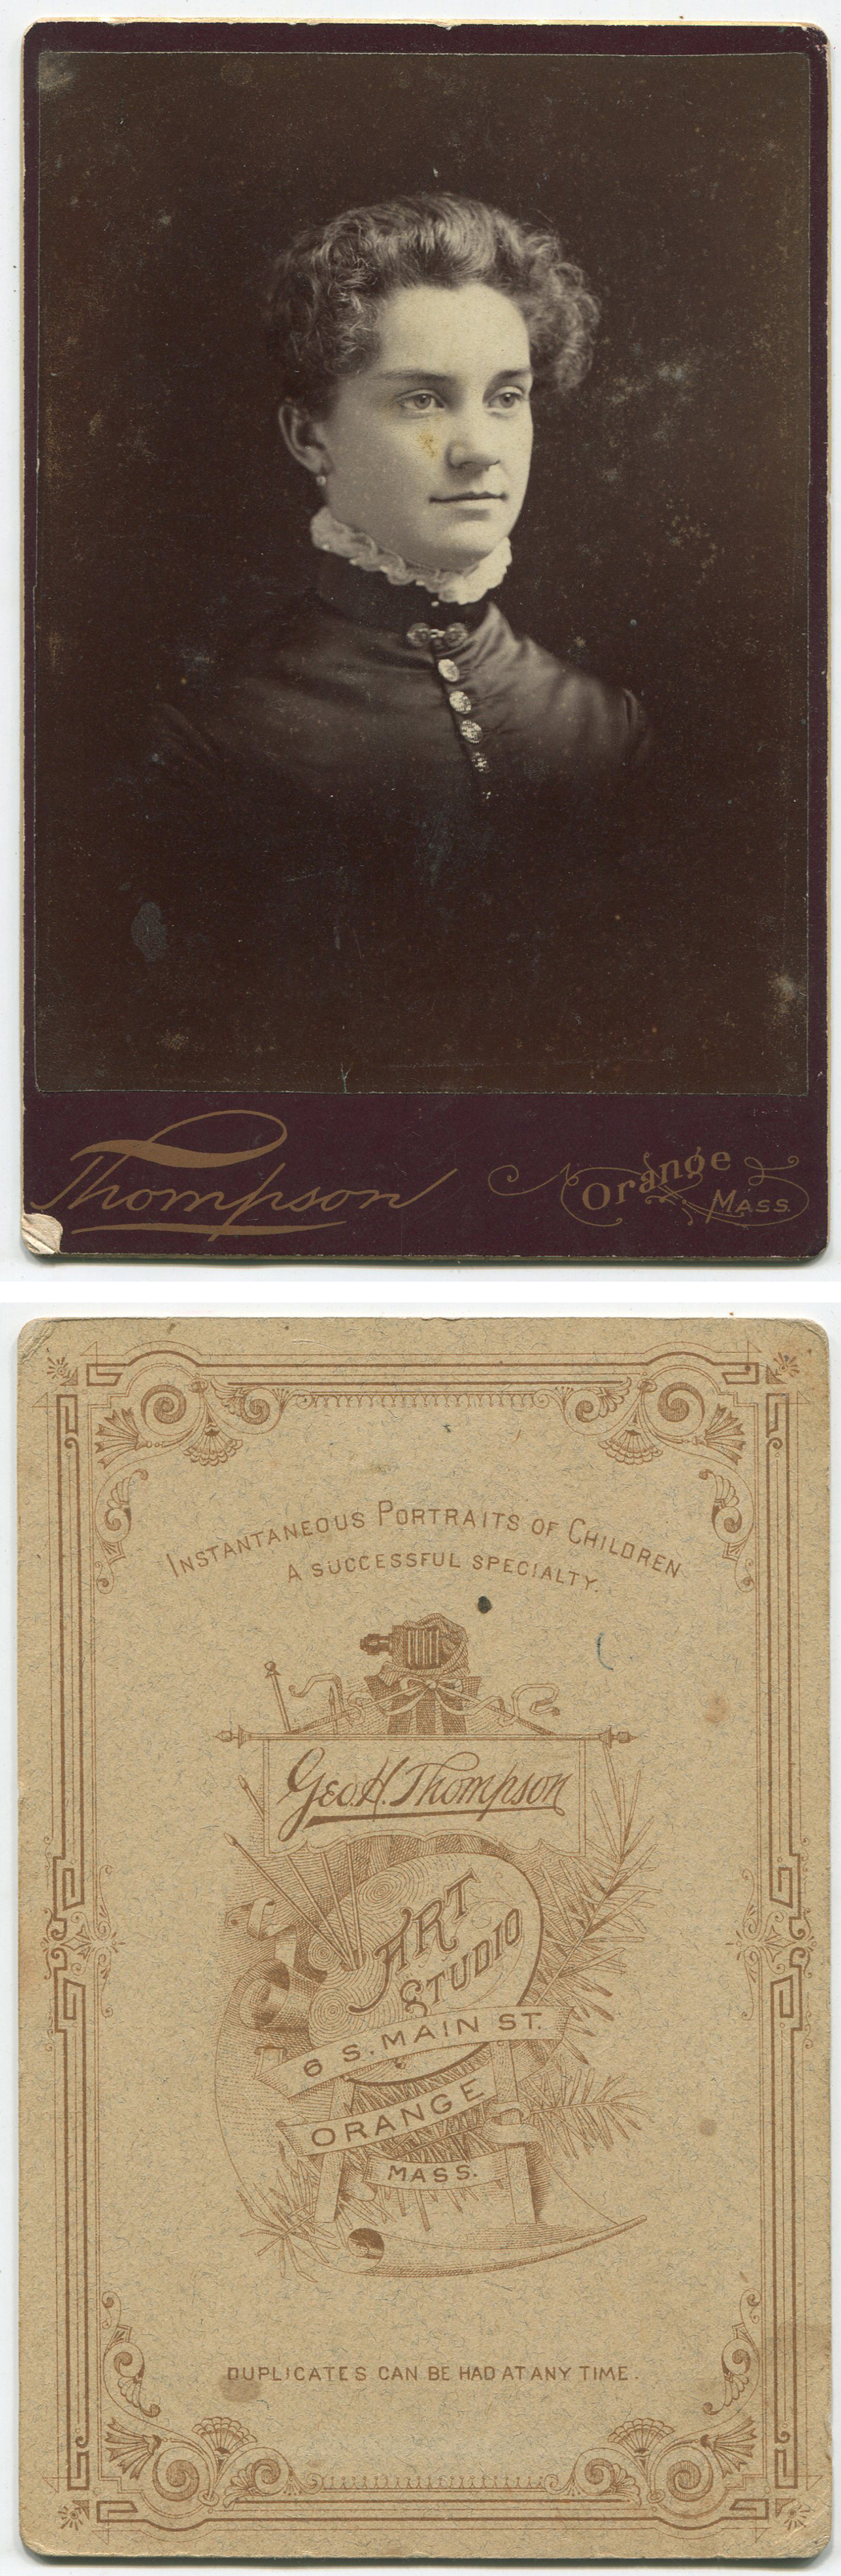 Thompson
Orange
MASS.
INSTANTANEOUS PORTRAITS OF CHILDREN
A SUCCESSFUL SPECIALTY.
GEO. H. Thompson
ART
STUDIO
6 S. MAIN ST.
ORANGE
MASS.
DUPLICATES CAN BE HAD AT ANY TIME.